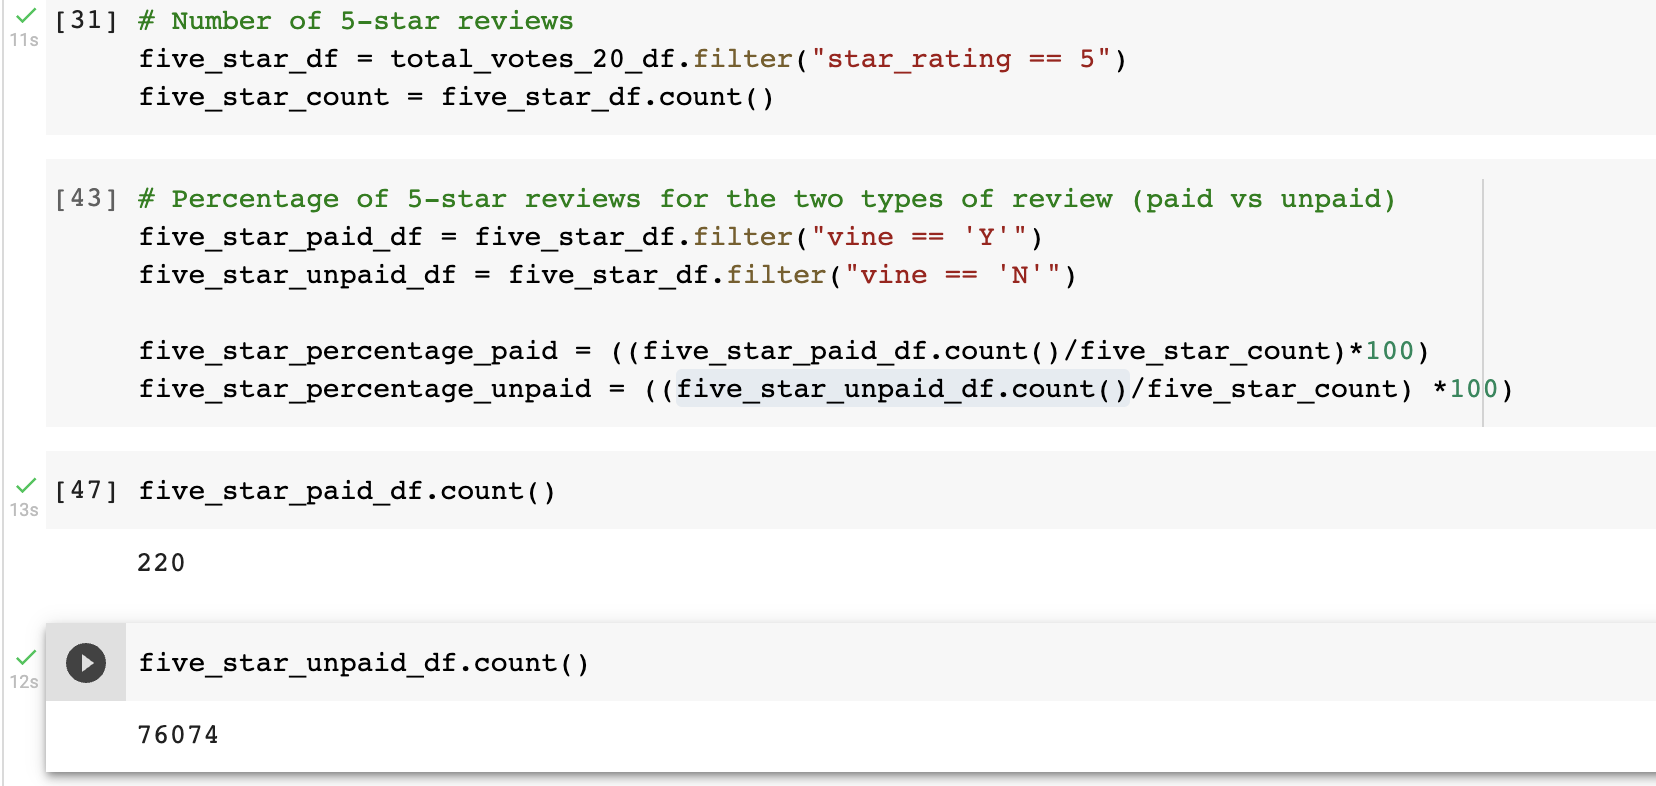 [31] # Number of 5-star reviews
11s
five_star_df = total_votes_20_df.filter("star_rating == 5")
five_star_count = five_star_df.count()
[43] # Percentage of 5-star reviews for the two types of review (paid vs unpaid)
five_star_paid_df = five_star_df.filter("vine == 'Y'")
five_star_unpaid_df = five_star_df.filter("vine == 'N'")
five_star_percentage_paid = ((five_star_paid_df.count()/five_star_count)*100)
five_star_percentage_unpaid = ((five_star_unpaid_df.count()/five_star_count) *100)
[47] five_star_paid_df.count()
13s
220
five_star_unpaid_df.count()
12s
76074